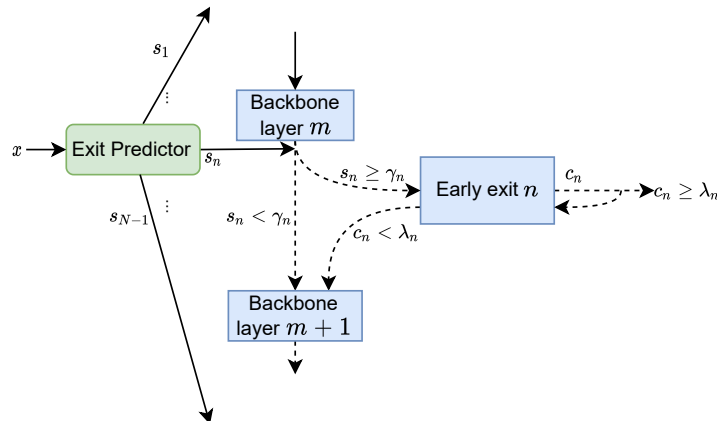 s_1
⋮
Backbone
layer m
x
Exit Predictor
s_n
s_n ≥ γ_n
Early exit n
c_n
c_n ≥ λ_n
s_{N−1}
⋮
s_n < γ_n
c_n < λ_n
Backbone
layer m + 1